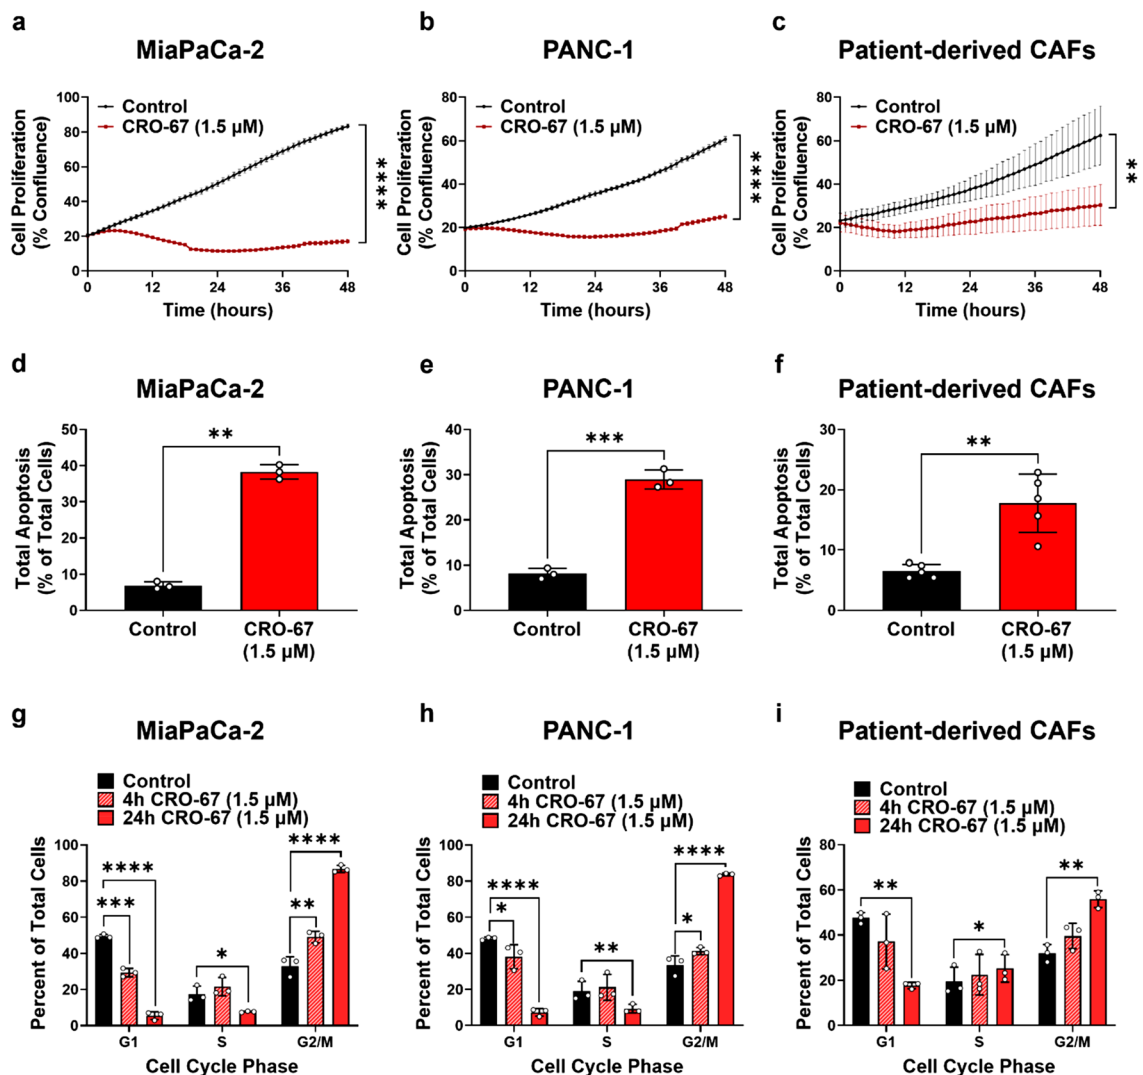 a
MiaPaCa-2
Cell Proliferation
(% Confluence)
100
80
60
40
20
0
Control
CRO-67 (1.5 μM)
****
0
12
24
36
48
Time (hours)
b
PANC-1
Cell Proliferation
(% Confluence)
80
60
40
20
0
Control
CRO-67 (1.5 μM)
****
0
12
24
36
48
Time (hours)
c
Patient-derived CAFs
Cell Proliferation
(% Confluence)
80
60
40
20
0
Control
CRO-67 (1.5 μM)
**
0
12
24
36
48
Time (hours)
d
MiaPaCa-2
Total Apoptosis
(% of Total Cells)
50
40
30
20
10
0
**
Control
CRO-67
(1.5 μM)
e
PANC-1
Total Apoptosis
(% of Total Cells)
40
30
20
10
0
***
Control
CRO-67
(1.5 μM)
f
Patient-derived CAFs
Total Apoptosis
(% of Total Cells)
30
20
10
0
**
Control
CRO-67
(1.5 μM)
g
MiaPaCa-2
Control
4h CRO-67 (1.5 μM)
24h CRO-67 (1.5 μM)
Percent of Total Cells
100
80
60
40
20
0
****
***
*
****
**
G1
S
G2/M
Cell Cycle Phase
h
PANC-1
Control
4h CRO-67 (1.5 μM)
24h CRO-67 (1.5 μM)
Percent of Total Cells
100
80
60
40
20
0
****
*
**
****
*
G1
S
G2/M
Cell Cycle Phase
i
Patient-derived CAFs
Control
4h CRO-67 (1.5 μM)
24h CRO-67 (1.5 μM)
Percent of Total Cells
80
60
40
20
0
**
*
**
G1
S
G2/M
Cell Cycle Phase